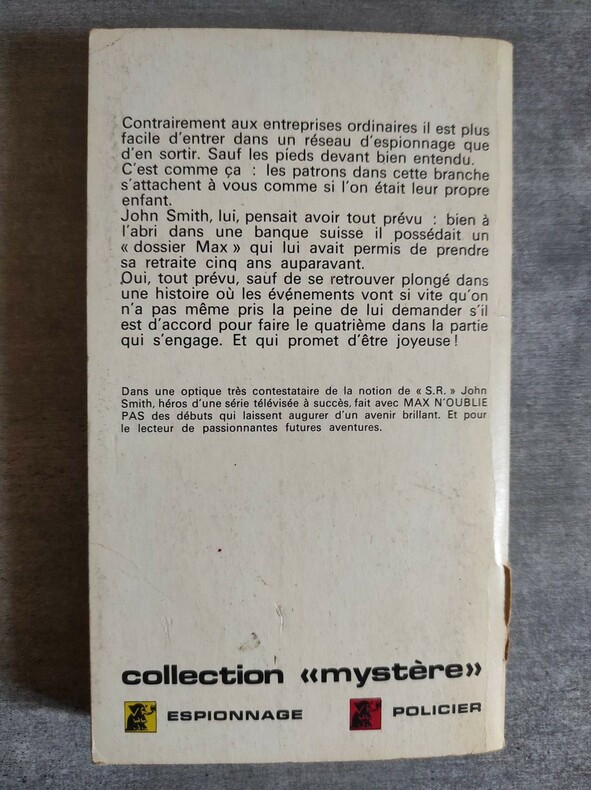 Contrairement aux entreprises ordinaires il est plus
facile d'entrer dans un réseau d'espionnage que
d'en sortir. Sauf les pieds devant bien entendu.
C'est comme ça : les patrons dans cette branche
s'attachent à vous comme si l'on était leur propre
enfant.
John Smith, lui, pensait avoir tout prévu : bien à
l'abri dans une banque suisse il possédait un
« dossier Max » qui lui avait permis de prendre
sa retraite cinq ans auparavant.
Oui, tout prévu, sauf de se retrouver plongé dans
une histoire où les événements vont si vite qu'on
n'a pas même pris la peine de lui demander s'il
est d'accord pour faire le quatrième dans la partie
qui s'engage. Et qui promet d'être joyeuse !
Dans une optique très contestataire de la notion de « S.R. » John
Smith, héros d'une série télévisée à succès, fait avec MAX N'OUBLIE
PAS des débuts qui laissent augurer d'un avenir brillant. Et pour
le lecteur de passionnantes futures aventures.
collection «mystère»
ESPIONNAGE POLICIER